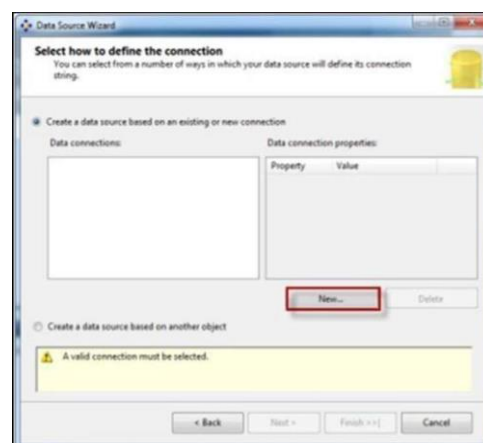 Data Source Wizard
Select how to define the connection
You can select from a number of ways in which your data source will define its connection
string.
Create a data source based on an existing or new connection
Data connections:
Data connection properties:
Property Value
New...
Delete
Create a data source based on another object
A valid connection must be selected.
< Back
Next >
Finish >>|
Cancel